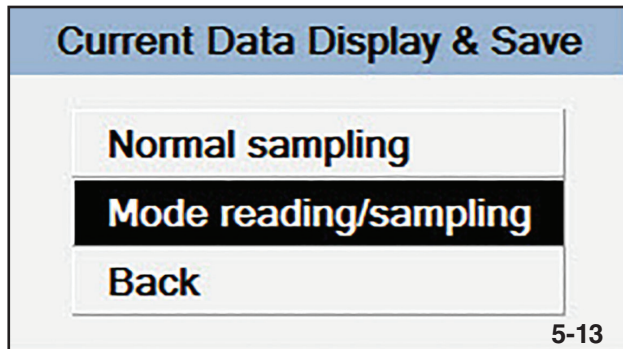 Current Data Display & Save
Normal sampling
Mode reading/sampling
Back
5-13